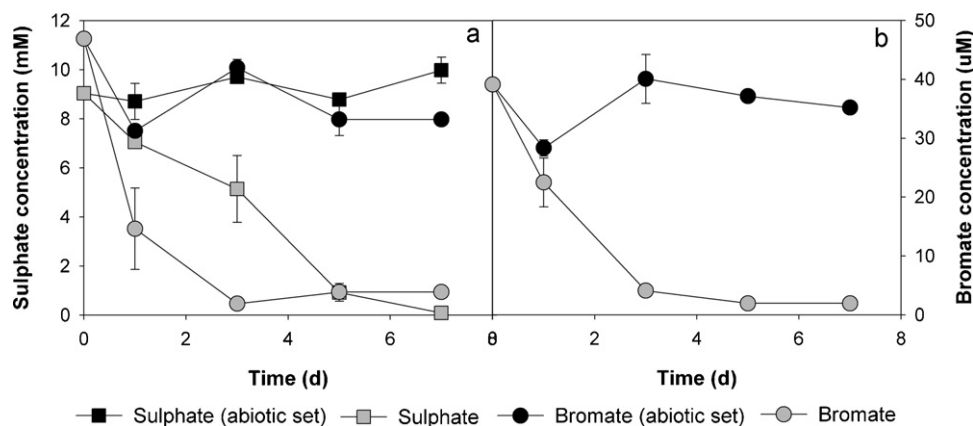 Sulphate concentration (mM)
12
10
8
6
4
2
0
a
0 2 4 6
Time (d)
b
0 2 4 6 8
Time (d)
50
40
30
20
10
0
Bromate concentration (uM)
Sulphate (abiotic set) Sulphate Bromate (abiotic set) Bromate